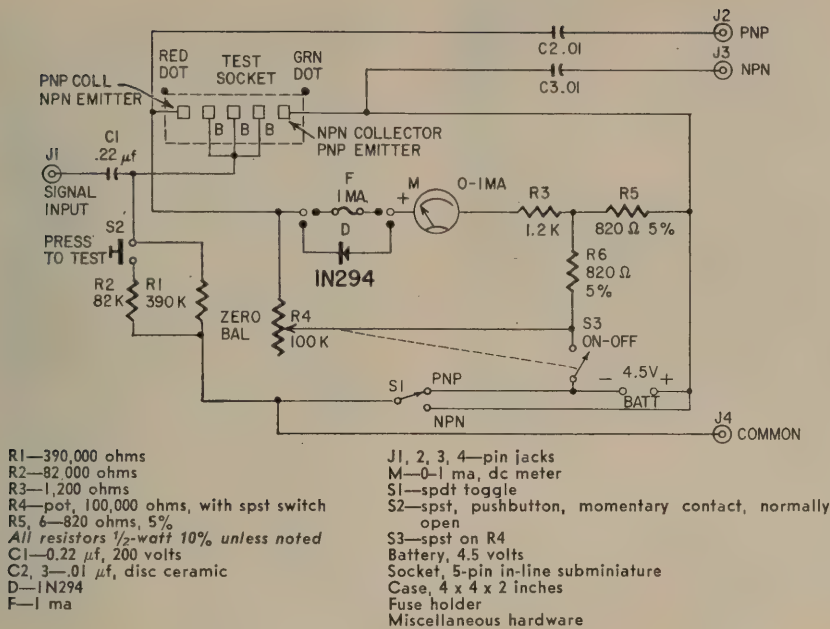 J2
PNP
C2.01
J3
NPN
C3.01
RED DOT
TEST SOCKET
GRN DOT
PNP COLL
NPN EMITTER
B
B
B
NPN COLLECTOR
PNP EMITTER
C1
.22 µf
J1
SIGNAL INPUT
F
1 MA.
+
M
0-1MA
D
1N294
R3
1.2K
R5
820 Ω 5%
R6
820 Ω
5%
S2
PRESS TO TEST
R2
82K
R1
390K
ZERO BAL
R4
100K
S3
ON-OFF
S1
PNP
NPN
− 4.5V +
BATT
J4
COMMON
R1—390,000 ohms
R2—82,000 ohms
R3—1,200 ohms
R4—pot, 100,000 ohms, with spst switch
R5, 6—820 ohms, 5%
All resistors ½-watt 10% unless noted
C1—0.22 µf, 200 volts
C2, 3—.01 µf, disc ceramic
D—1N294
F—1 ma
J1, 2, 3, 4—pin jacks
M—0-1 ma, dc meter
S1—spdt toggle
S2—spst, pushbutton, momentary contact, normally
open
S3—spst on R4
Battery, 4.5 volts
Socket, 5-pin in-line subminiature
Case, 4 x 4 x 2 inches
Fuse holder
Miscellaneous hardware